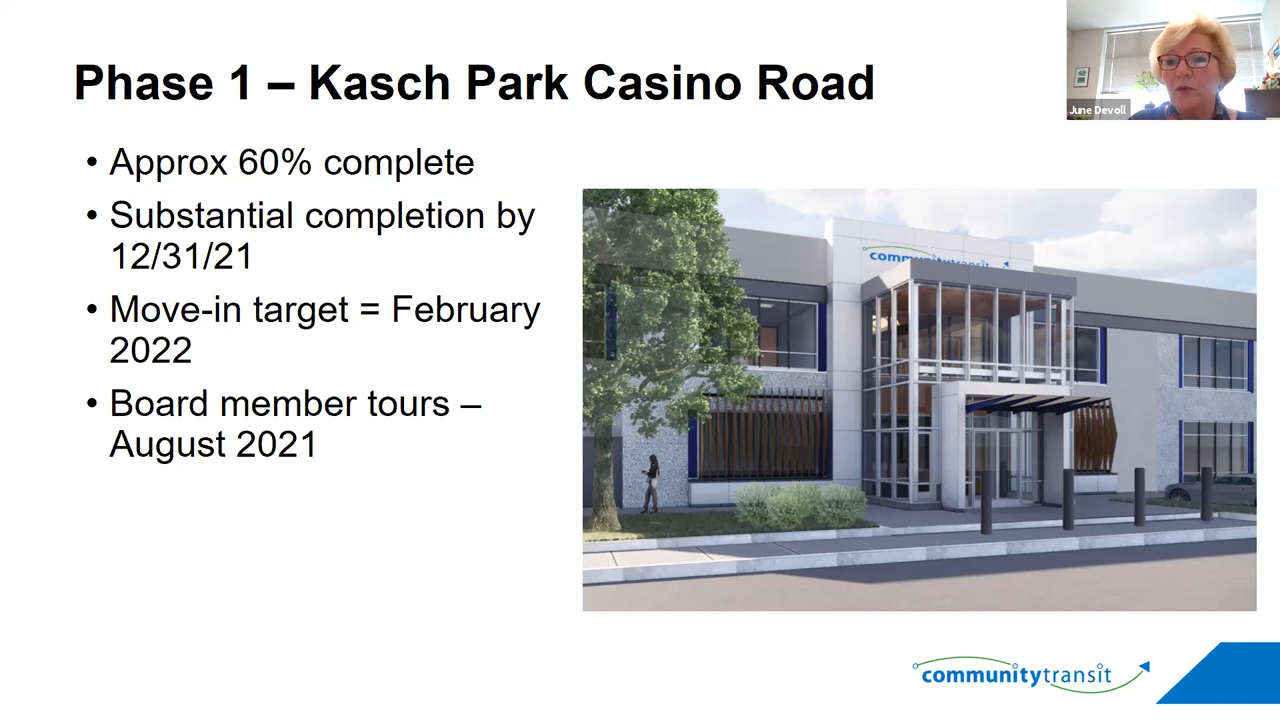 Phase 1 – Kasch Park Casino Road
June Devoll
• Approx 60% complete
• Substantial completion by
12/31/21
• Move-in target = February
2022
• Board member tours –
August 2021
communitytransit
communitytransit